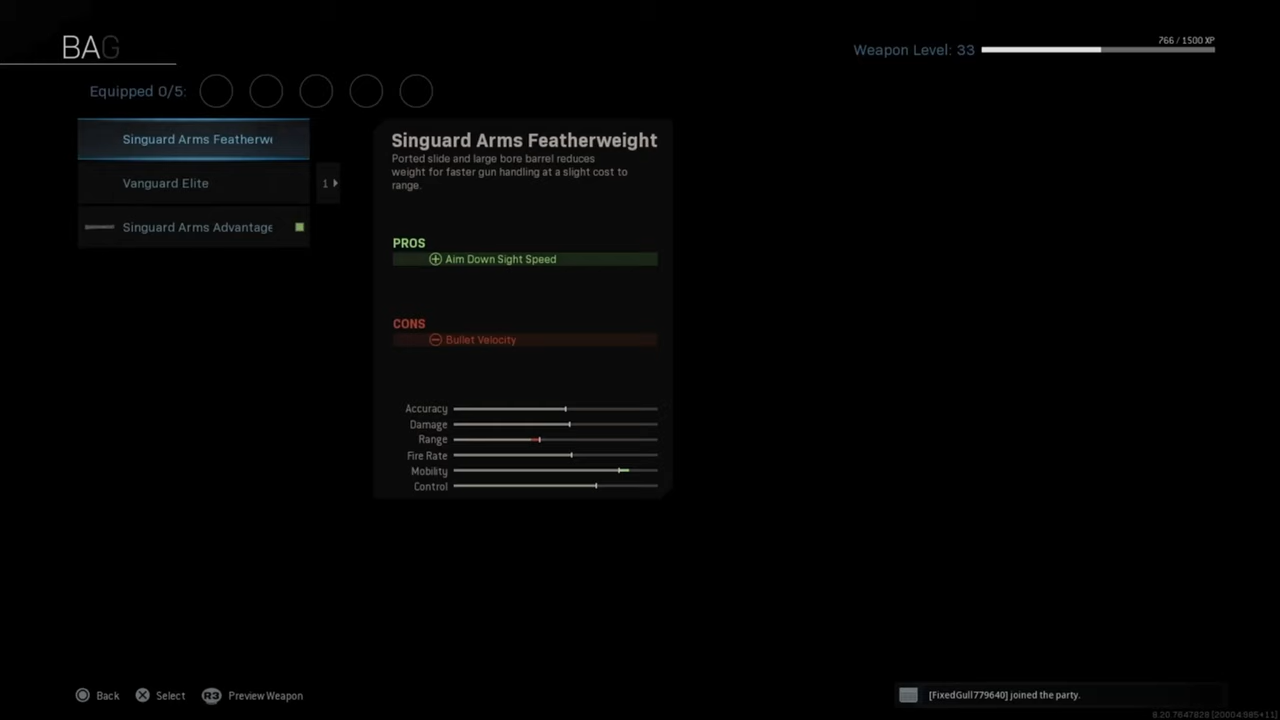 BAG
Weapon Level: 33
766 / 1500 XP
Equipped 0/5:
Singuard Arms Featherwe
Vanguard Elite
1
Singuard Arms Advantage
Singuard Arms Featherweight
Ported slide and large bore barrel reduces
weight for faster gun handling at a slight cost to
range.
PROS
Aim Down Sight Speed
CONS
Bullet Velocity
Accuracy
Damage
Range
Fire Rate
Mobility
Control
Back
Select
R3 Preview Weapon
[FixedGull779640] joined the party.